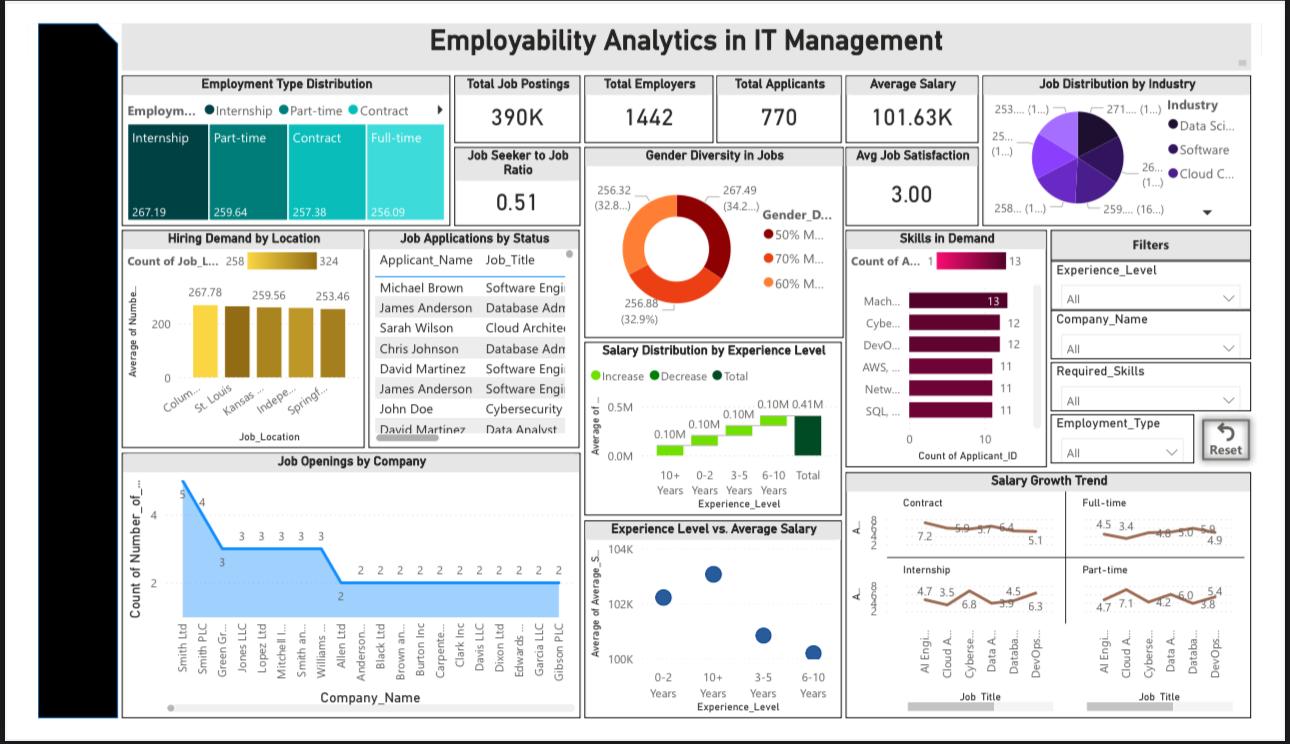 Employability Analytics in IT Management
Employment Type Distribution
Employm... Internship Part-time Contract
Internship Part-time Contract Full-time
267.19 259.64 257.38 256.09
Total Job Postings
390K
Total Employers
1442
Total Applicants
770
Average Salary
101.63K
Job Distribution by Industry
253.... (1...) 271.... (1...)
25...
(1...)
26...
(1...)
258... (1...) 259.... (16...)
Industry
Data Sci...
Software
Cloud C...
Job Seeker to Job
Ratio
0.51
Gender Diversity in Jobs
256.32
(32.8...)
267.49
(34.2...)
256.88
(32.9%)
Gender_D...
50% M...
70% M...
60% M...
Avg Job Satisfaction
3.00
Hiring Demand by Location
Count of Job_L... 258 324
Average of Numbe..
267.78 259.56 253.46
200
0
Colum... St. Louis Kansas ... Indepe... Springf...
Job_Location
Job Applications by Status
Applicant_Name Job_Title
Michael Brown Software Engi
James Anderson Database Adm
Sarah Wilson Cloud Archite
Chris Johnson Database Adm
David Martinez Software Engi
James Anderson Software Engi
John Doe Cybersecurity
David Martinez Data Analyst
Skills in Demand
Count of A... 1 13
Mach... 13
Cybe... 12
DevO... 12
AWS, ... 11
Netw... 11
SQL, ... 11
0 10
Count of Applicant_ID
Filters
Experience_Level
All
Company_Name
All
Required_Skills
All
Employment_Type
All
Reset
Salary Distribution by Experience Level
Increase Decrease Total
Average of ...
0.5M
0.0M
0.10M 0.10M 0.10M 0.10M 0.41M
10+ 0-2 3-5 6-10 Total
Years Years Years Years
Experience_Level
Job Openings by Company
Count of Number_of_...
4
2
5 4 3 3 3 3 3 3 2 2 2 2 2 2 2 2 2 2 2 2
Smith Ltd
Smith PLC
Green Gr...
Jones LLC
Lopez Ltd
Mitchell I...
Smith an...
Williams ...
Allen Ltd
Anderson...
Black Ltd
Brown an...
Burton Inc
Carpente...
Clark Inc
Davis LLC
Dixon Ltd
Edwards ...
Garcia LLC
Gibson PLC
Company_Name
Experience Level vs. Average Salary
Average of Average_S...
104K
102K
100K
0-2 10+ 3-5 6-10
Years Years Years Years
Experience_Level
Salary Growth Trend
Contract
A..
8
6
4
2
7.2 5.9 5.7 6.4 5.1
Full-time
4.5 3.4 4.8 5.0 5.9 4.9
Internship
A..
8
6
4
2
4.7 3.5 6.8 3.9 4.5 6.3
Part-time
4.7 7.1 4.2 6.0 3.8 5.4
AI Engi...
Cloud A...
Cyberse...
Data A...
Databa...
DevOps...
Job Title
AI Engi...
Cloud A...
Cyberse...
Data A...
Databa...
DevOps...
Job Title